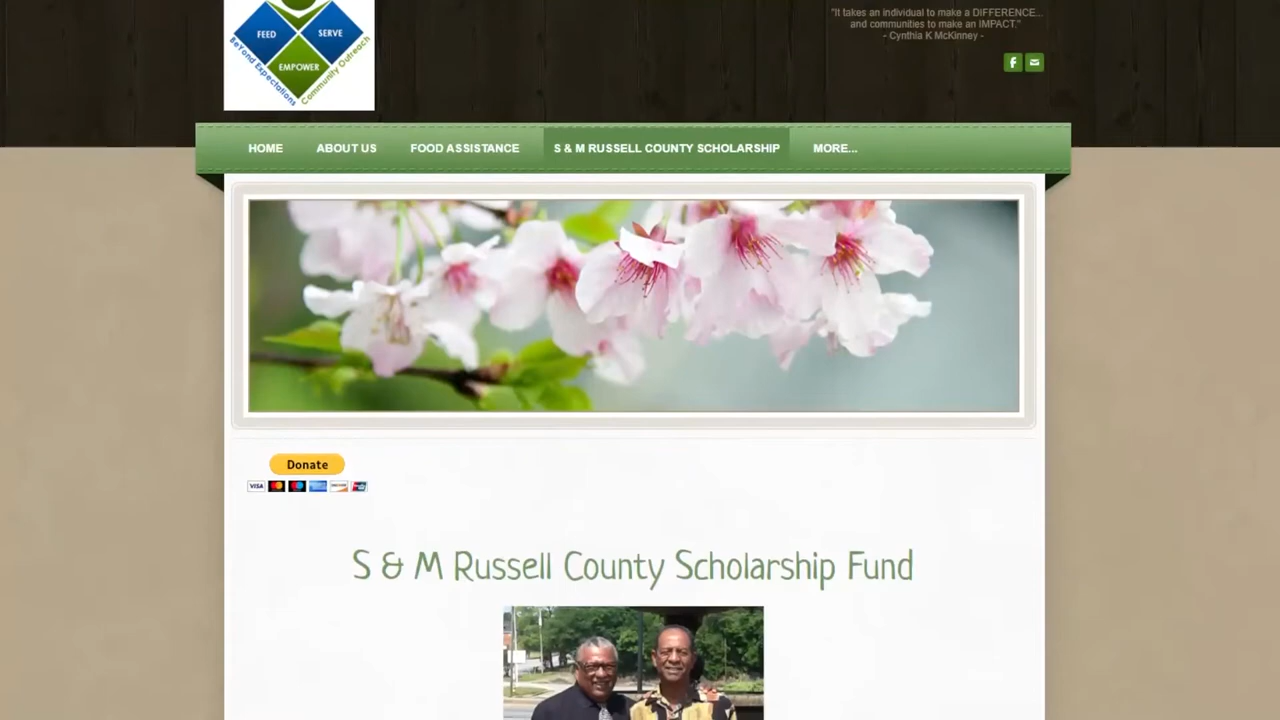 "It takes an individual to make a DIFFERENCE...
and communities to make an IMPACT."
- Cynthia K McKinney -
FEED
SERVE
EMPOWER
BeYond Expectations
Community Outreach
HOME
ABOUT US
FOOD ASSISTANCE
S & M RUSSELL COUNTY SCHOLARSHIP
MORE...
Donate
VISA
S & M Russell County Scholarship Fund